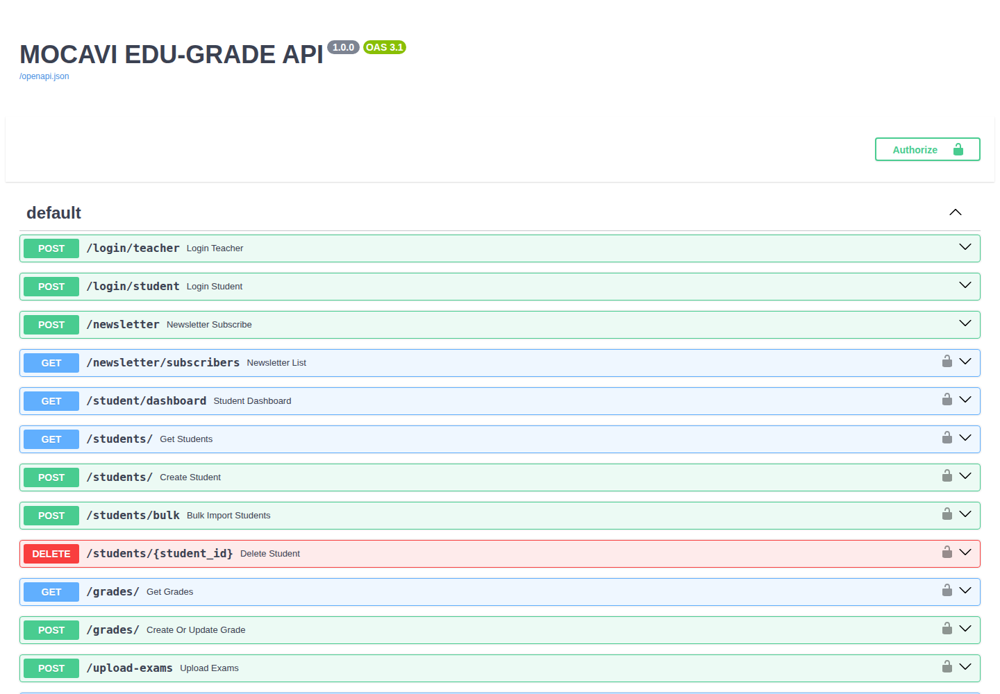 MOCAVI EDU-GRADE API 1.0.0 OAS 3.1
/openapi.json
Authorize
default
POST /login/teacher Login Teacher
POST /login/student Login Student
POST /newsletter Newsletter Subscribe
GET /newsletter/subscribers Newsletter List
GET /student/dashboard Student Dashboard
GET /students/ Get Students
POST /students/ Create Student
POST /students/bulk Bulk Import Students
DELETE /students/{student_id} Delete Student
GET /grades/ Get Grades
POST /grades/ Create Or Update Grade
POST /upload-exams Upload Exams